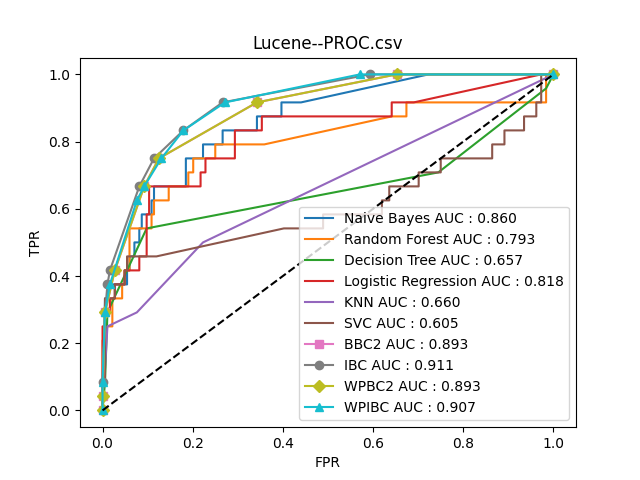 Lucene--PROC.csv
1.0
0.8
0.6
0.4
0.2
0.0
TPR
0.0 0.2 0.4 0.6 0.8 1.0
FPR
Naive Bayes AUC : 0.860
Random Forest AUC : 0.793
Decision Tree AUC : 0.657
Logistic Regression AUC : 0.818
KNN AUC : 0.660
SVC AUC : 0.605
BBC2 AUC : 0.893
IBC AUC : 0.911
WPBC2 AUC : 0.893
WPIBC AUC : 0.907